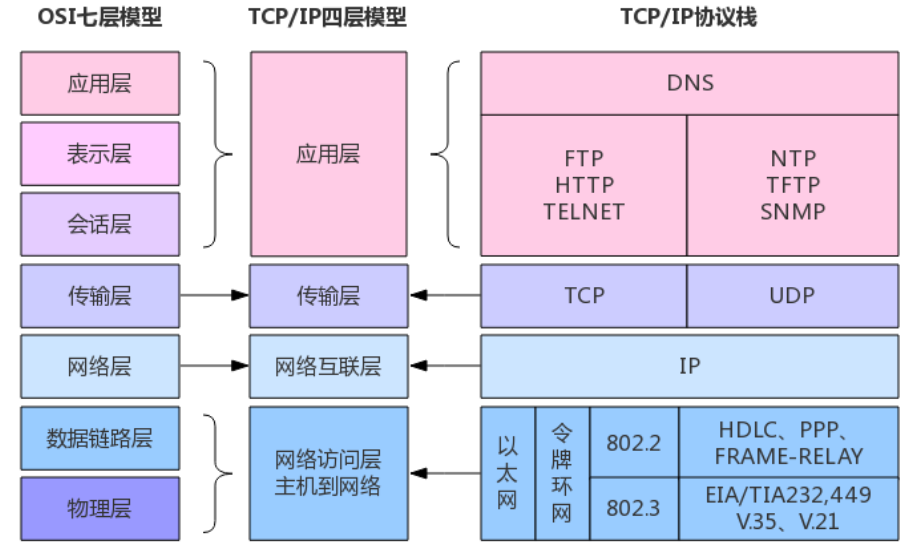 OSI七层模型
TCP/IP四层模型
TCP/IP协议栈
应用层
表示层
会话层
传输层
网络层
数据链路层
物理层
应用层
传输层
网络互联层
网络访问层
主机到网络
DNS
FTP
HTTP
TELNET
NTP
TFTP
SNMP
TCP
UDP
IP
以
太
网
令
牌
环
网
802.2
802.3
HDLC、PPP、
FRAME-RELAY
EIA/TIA232,449
V.35、V.21